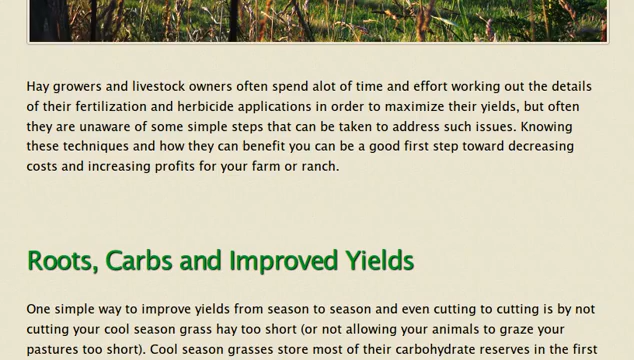 Hay growers and livestock owners often spend alot of time and effort working out the details
of their fertilization and herbicide applications in order to maximize their yields, but often
they are unaware of some simple steps that can be taken to address such issues. Knowing
these techniques and how they can benefit you can be a good first step toward decreasing
costs and increasing profits for your farm or ranch.
Roots, Carbs and Improved Yields
One simple way to improve yields from season to season and even cutting to cutting is by not
cutting your cool season grass hay too short (or not allowing your animals to graze your
pastures too short). Cool season grasses store most of their carbohydrate reserves in the first